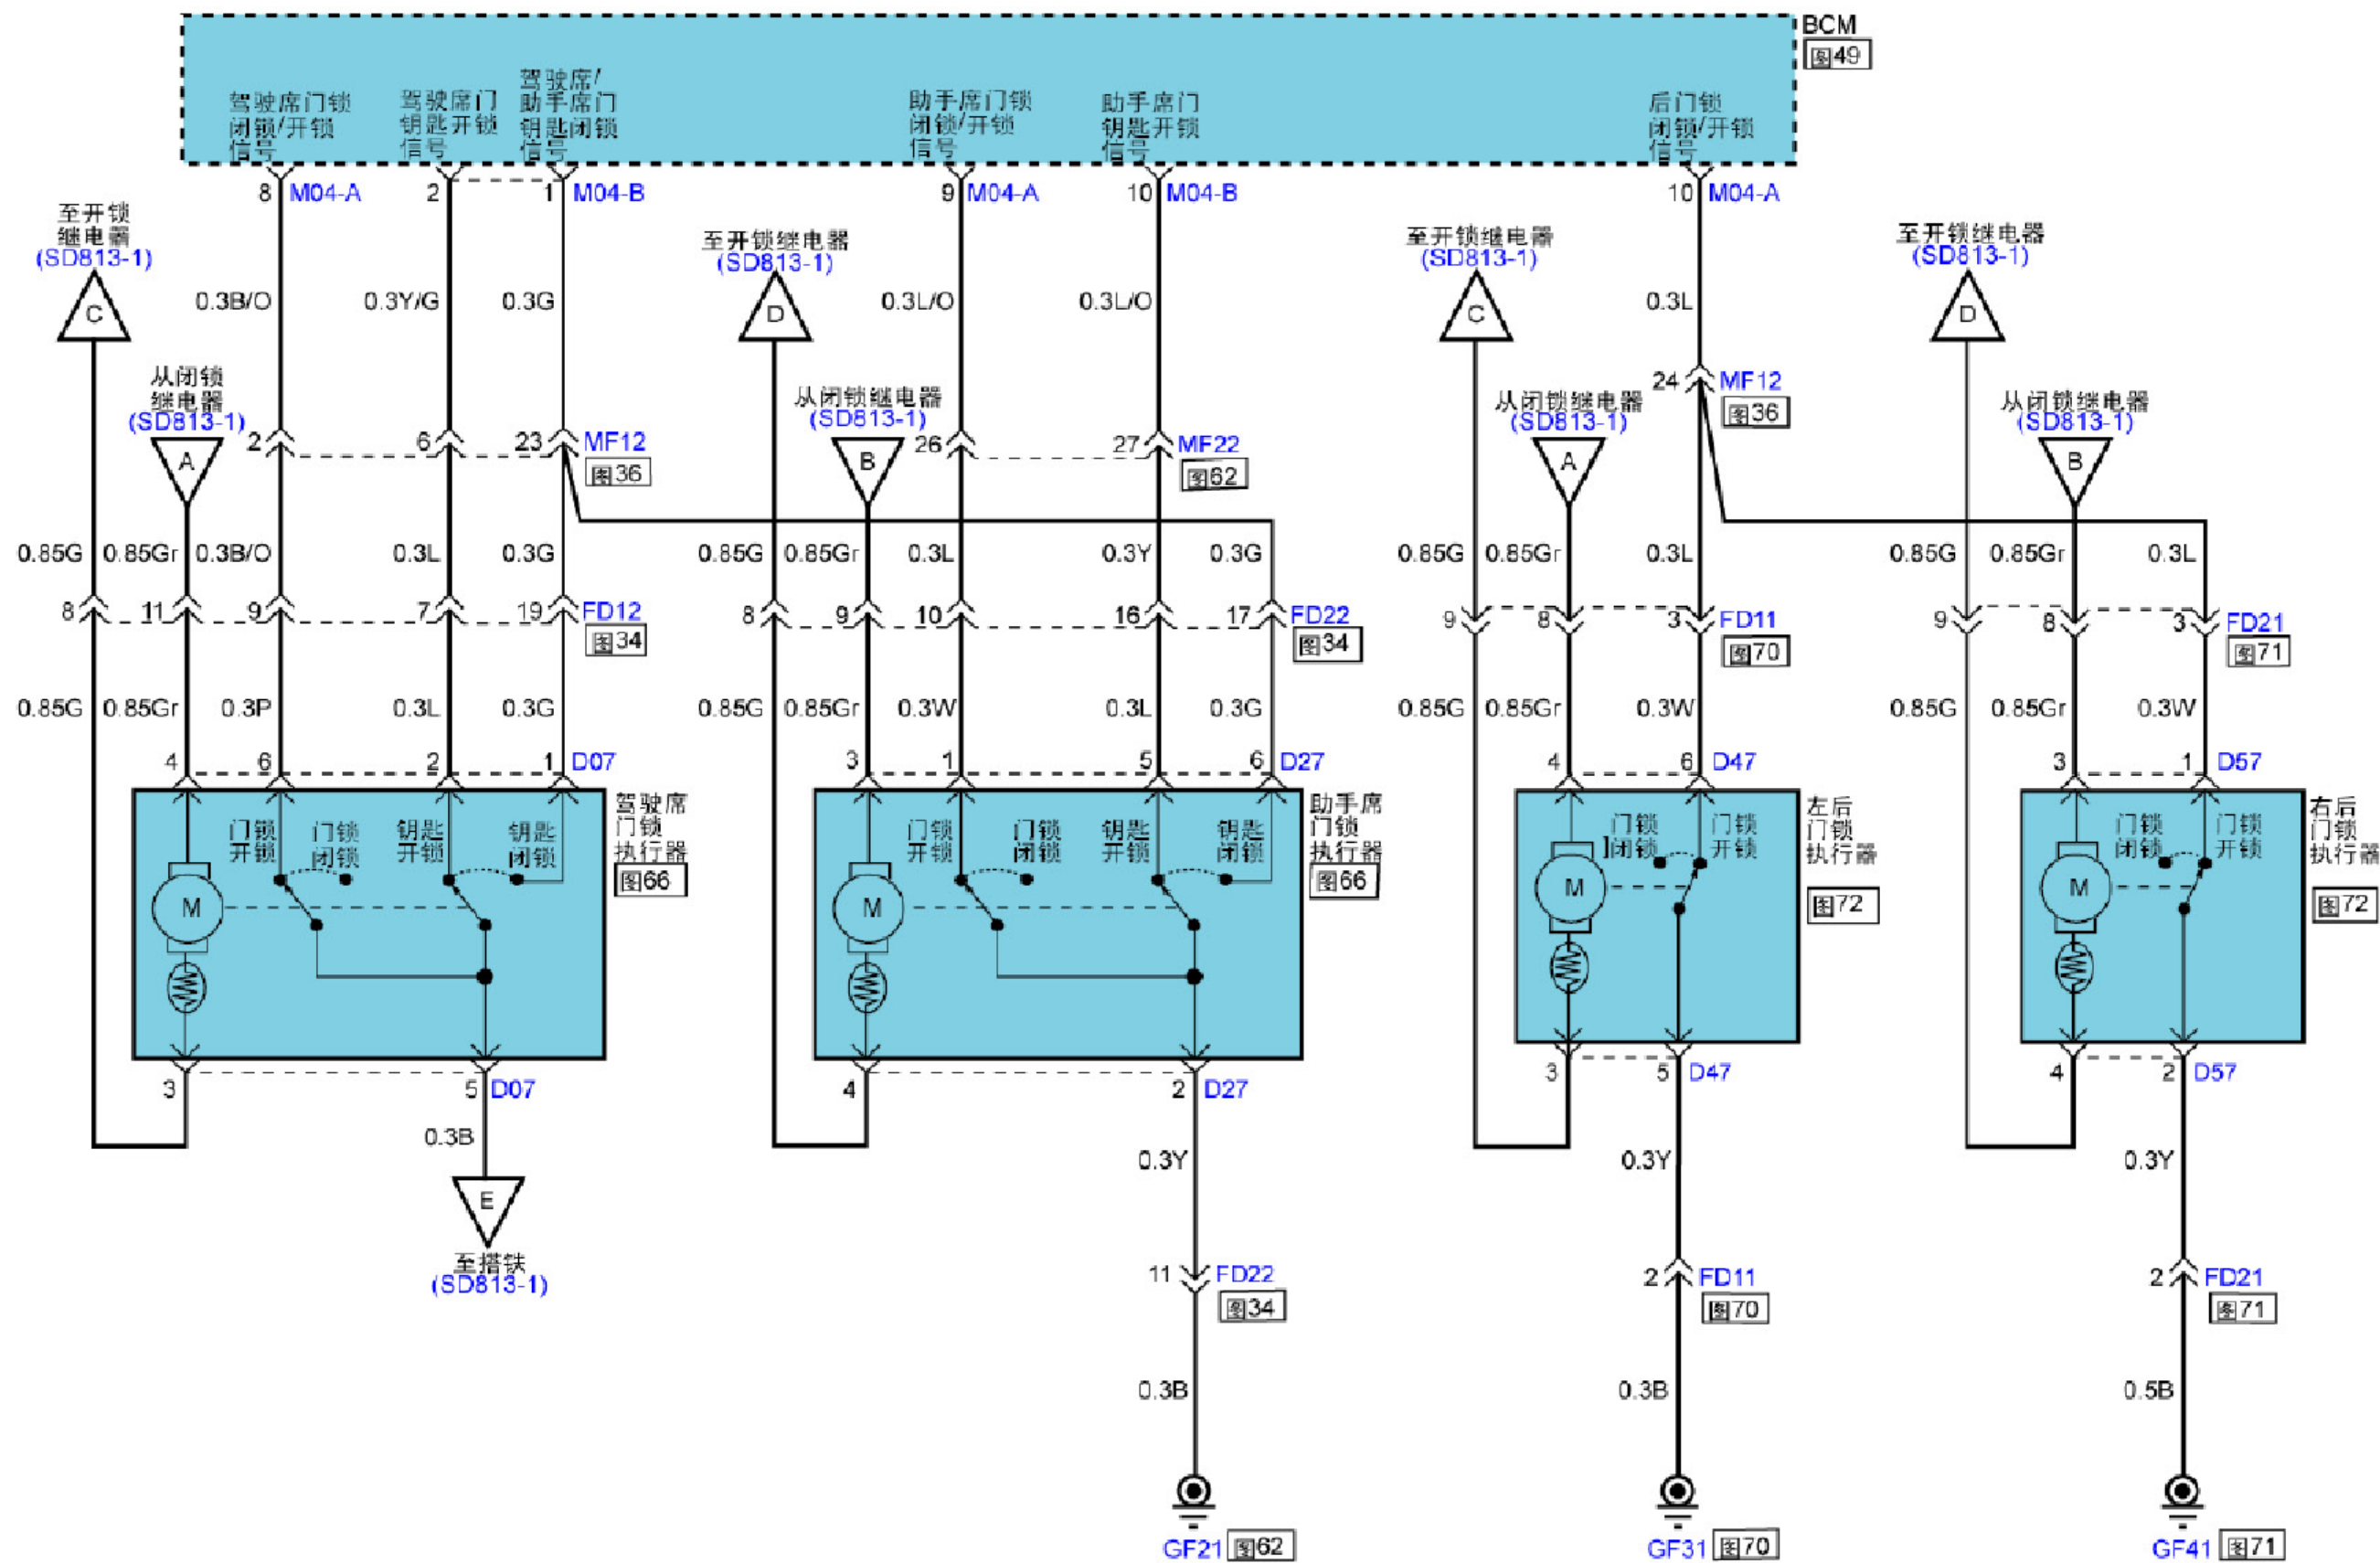 BCM
图49
驾驶席门锁
闭锁/开锁
信号
驾驶席门
钥匙开锁
信号
驾驶席/
助手席门
钥匙闭锁
信号
助手席门锁
闭锁/开锁
信号
助手席门
钥匙开锁
信号
后门锁
闭锁/开锁
信号
8 M04-A
2
1 M04-B
9 M04-A
10 M04-B
10 M04-A
至开锁
继电器
(SD813-1)
C
至开锁继电器
(SD813-1)
D
至开锁继电器
(SD813-1)
C
至开锁继电器
(SD813-1)
D
0.3B/O
0.3Y/G
0.3G
0.3L/O
0.3L/O
0.3L
从闭锁
继电器
(SD813-1)
A
从闭锁继电器
(SD813-1)
B
24 MF12
图36
从闭锁继电器
(SD813-1)
A
从闭锁继电器
(SD813-1)
B
2
6
23 MF12
图36
26
27 MF22
图62
0.85G
0.85Gr
0.3B/O
0.3L
0.3G
0.85G
0.85Gr
0.3L
0.3Y
0.3G
0.85G
0.85Gr
0.3L
0.85G
0.85Gr
0.3L
8
11
9
7
19 FD12
图34
8
9
10
16
17 FD22
图34
9
8
3 FD11
图70
9
8
3 FD21
图71
0.85G
0.85Gr
0.3P
0.3L
0.3G
0.85G
0.85Gr
0.3W
0.3L
0.3G
0.85G
0.85Gr
0.3W
0.85G
0.85Gr
0.3W
4
6
2
1 D07
3
1
5
6 D27
4
6 D47
3
1 D57
门锁
开锁
门锁
闭锁
钥匙
开锁
钥匙
闭锁
M
驾驶席
门锁
执行器
图66
门锁
开锁
门锁
闭锁
钥匙
开锁
钥匙
闭锁
M
助手席
门锁
执行器
图66
门锁
闭锁
门锁
开锁
M
左后
门锁
执行器
图72
门锁
闭锁
门锁
开锁
M
右后
门锁
执行器
图72
3
5 D07
4
2 D27
3
5 D47
4
2 D57
0.3B
E
至搭铁
(SD813-1)
0.3Y
0.3Y
0.3Y
11 FD22
图34
2 FD11
图70
2 FD21
图71
0.3B
0.3B
0.5B
GF21 图62
GF31 图70
GF41 图71